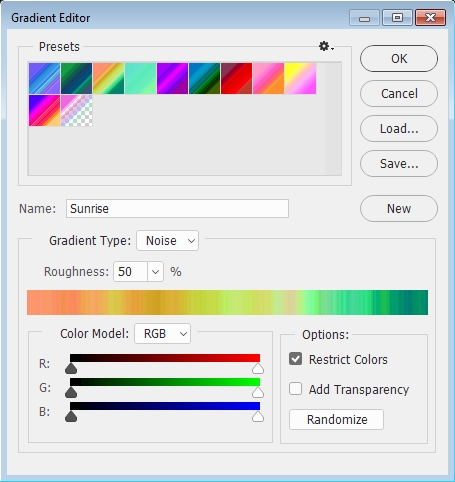 Gradient Editor
Presets
OK
Cancel
Load...
Save...
Name: Sunrise
New
Gradient Type: Noise
Roughness: 50 %
Color Model: RGB
R:
G:
B:
Options:
Restrict Colors
Add Transparency
Randomize